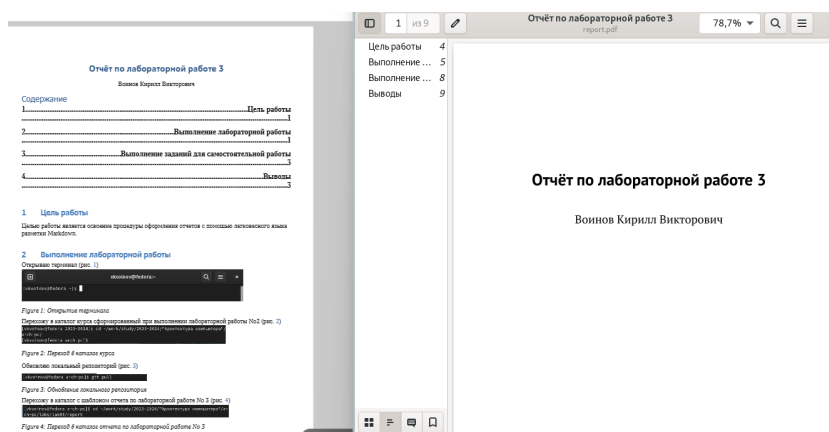 Отчёт по лабораторной работе 3
Воинов Кирилл Викторович
Содержание
1 Цель работы
1
2 Выполнение лабораторной работы
1
3 Выполнение заданий для самостоятельной работы
3
4 Выводы
3
1 Цель работы
Целью работы является освоение процедуры оформления отчетов с помощью легковесного языка
разметки Markdown.
2 Выполнение лабораторной работы
Открываю терминал (рис. 1)
Figure 1: Открытие терминала
Перехожу в каталог курса сформированный при выполнении лабораторной работы No2 (рис. 2)
Figure 2: Переход в каталог курса
Обновляю локальный репозиторий (рис. 3)
Figure 3: Обновление локального репозитория
Перехожу в каталог с шаблоном отчета по лабораторной работе No 3 (рис. 4)
Figure 4: Переход в каталог отчета по лабораторной работе No 3
1 из 9
Отчёт по лабораторной работе 3
report.pdf
78,7%
Цель работы 4
Выполнение … 5
Выполнение … 8
Выводы 9
Отчёт по лабораторной работе 3
Воинов Кирилл Викторович